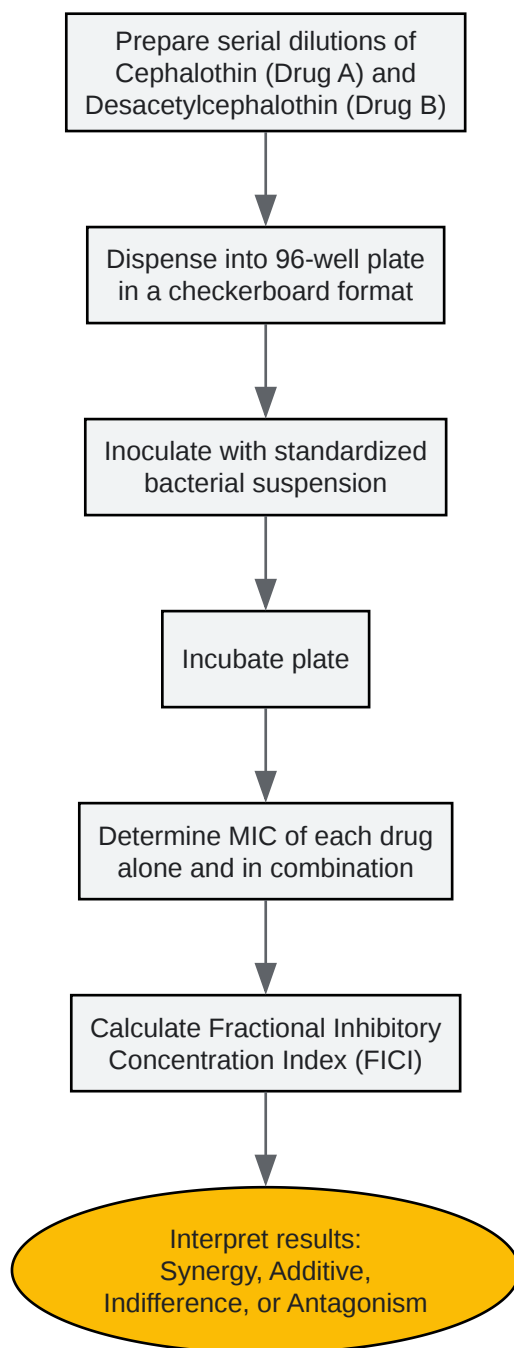 Prepare serial dilutions of
Cephalothin (Drug A) and
Desacetylcephalothin (Drug B)
Dispense into 96-well plate
in a checkerboard format
Inoculate with standardized
bacterial suspension
Incubate plate
Determine MIC of each drug
alone and in combination
Calculate Fractional Inhibitory
Concentration Index (FICI)
Interpret results:
Synergy, Additive,
Indifference, or Antagonism